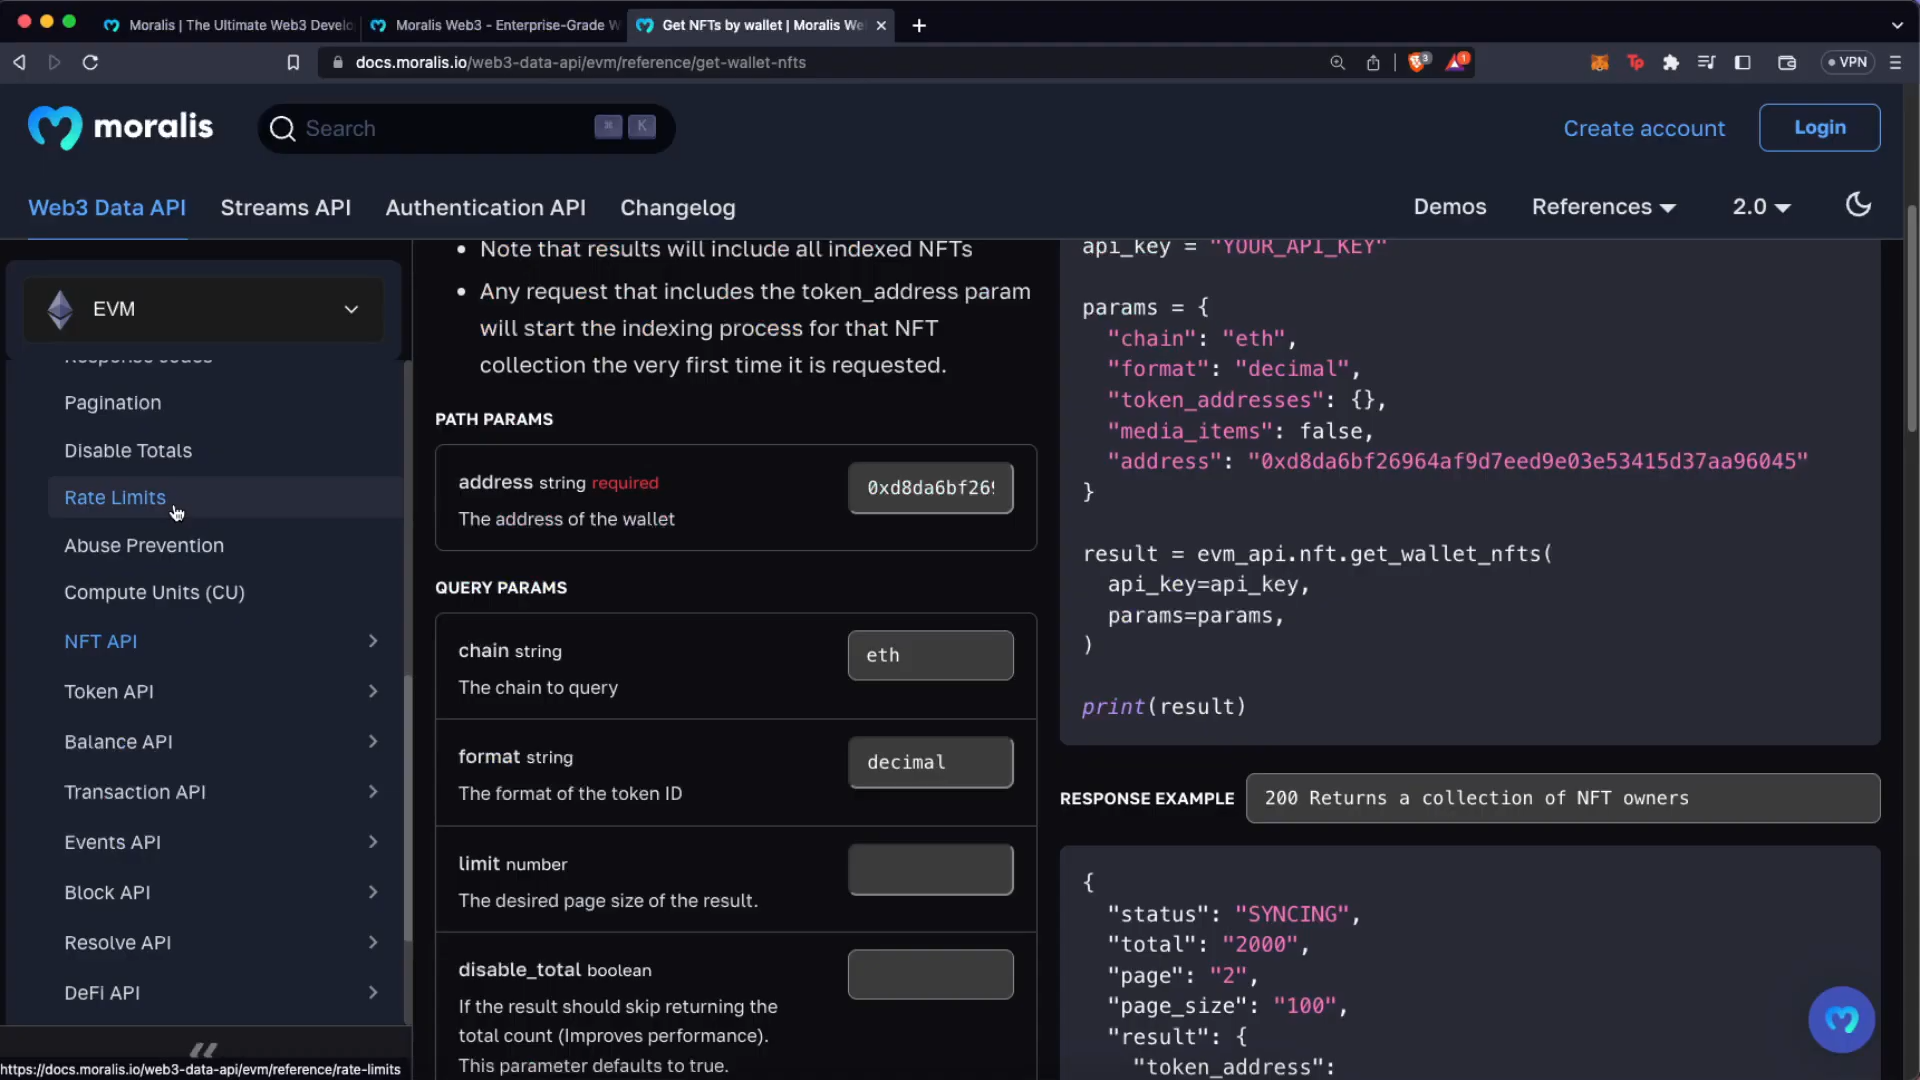 Moralis | The Ultimate Web3 Develo
Moralis Web3 - Enterprise-Grade W
Get NFTs by wallet | Moralis We
docs.moralis.io/web3-data-api/evm/reference/get-wallet-nfts
3
1
Tp
VPN
moralis
Search
⌘ K
Create account
Login
Web3 Data API
Streams API
Authentication API
Changelog
Demos
References
2.0
EVM
Response codes
Pagination
Disable Totals
Rate Limits
Abuse Prevention
Compute Units (CU)
NFT API
Token API
Balance API
Transaction API
Events API
Block API
Resolve API
DeFi API
https://docs.moralis.io/web3-data-api/evm/reference/rate-limits
• Note that results will include all indexed NFTs
• Any request that includes the token_address param
will start the indexing process for that NFT
collection the very first time it is requested.
PATH PARAMS
address string required
0xd8da6bf269
The address of the wallet
QUERY PARAMS
chain string
eth
The chain to query
format string
decimal
The format of the token ID
limit number
The desired page size of the result.
disable_total boolean
If the result should skip returning the
total count (Improves performance).
This parameter defaults to true.
api_key = "YOUR_API_KEY"
params = {
"chain": "eth",
"format": "decimal",
"token_addresses": {},
"media_items": false,
"address": "0xd8da6bf26964af9d7eed9e03e53415d37aa96045"
}
result = evm_api.nft.get_wallet_nfts(
api_key=api_key,
params=params,
)
print(result)
RESPONSE EXAMPLE
200 Returns a collection of NFT owners
{
"status": "SYNCING",
"total": "2000",
"page": "2",
"page_size": "100",
"result": {
"token_address":